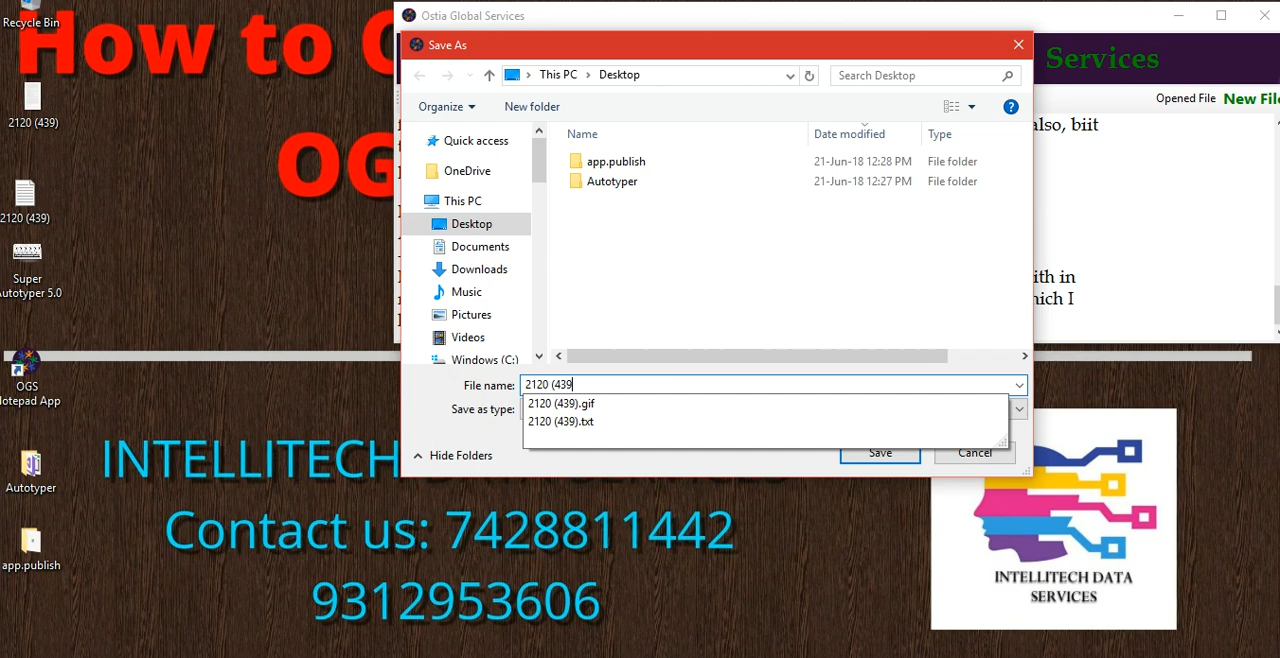 Recycle Bin
How to
OGS
2120 (439)
2120 (439)
Super
Autotyper 5.0
OGS
Notepad App
Autotyper
app.publish
Ostia Global Services
Services
Opened File New File
also, biit
ith in
hich I
Save As
This PC > Desktop
Search Desktop
Organize
New folder
?
Name
Date modified
Type
Quick access
OneDrive
This PC
Desktop
Documents
Downloads
Music
Pictures
Videos
Windows (C:)
app.publish 21-Jun-18 12:28 PM File folder
Autotyper 21-Jun-18 12:27 PM File folder
File name: 2120 (439
2120 (439).gif
2120 (439).txt
Save as type:
Hide Folders
Save
Cancel
INTELLITECH
Contact us: 7428811442
9312953606
INTELLITECH DATA
SERVICES